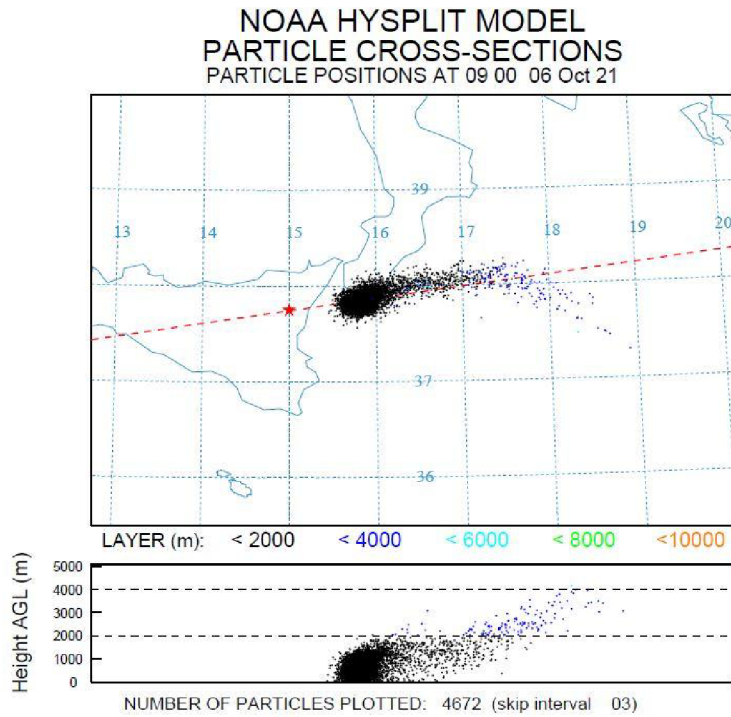 NOAA HYSPLIT MODEL
PARTICLE CROSS-SECTIONS
PARTICLE POSITIONS AT 09 00 06 Oct 21
39
13 14 15 16 17 18 19 20
37
36
LAYER (m): < 2000 < 4000 < 6000 < 8000 <10000
Height AGL (m)
5000
4000
3000
2000
1000
0
NUMBER OF PARTICLES PLOTTED: 4672 (skip interval 03)